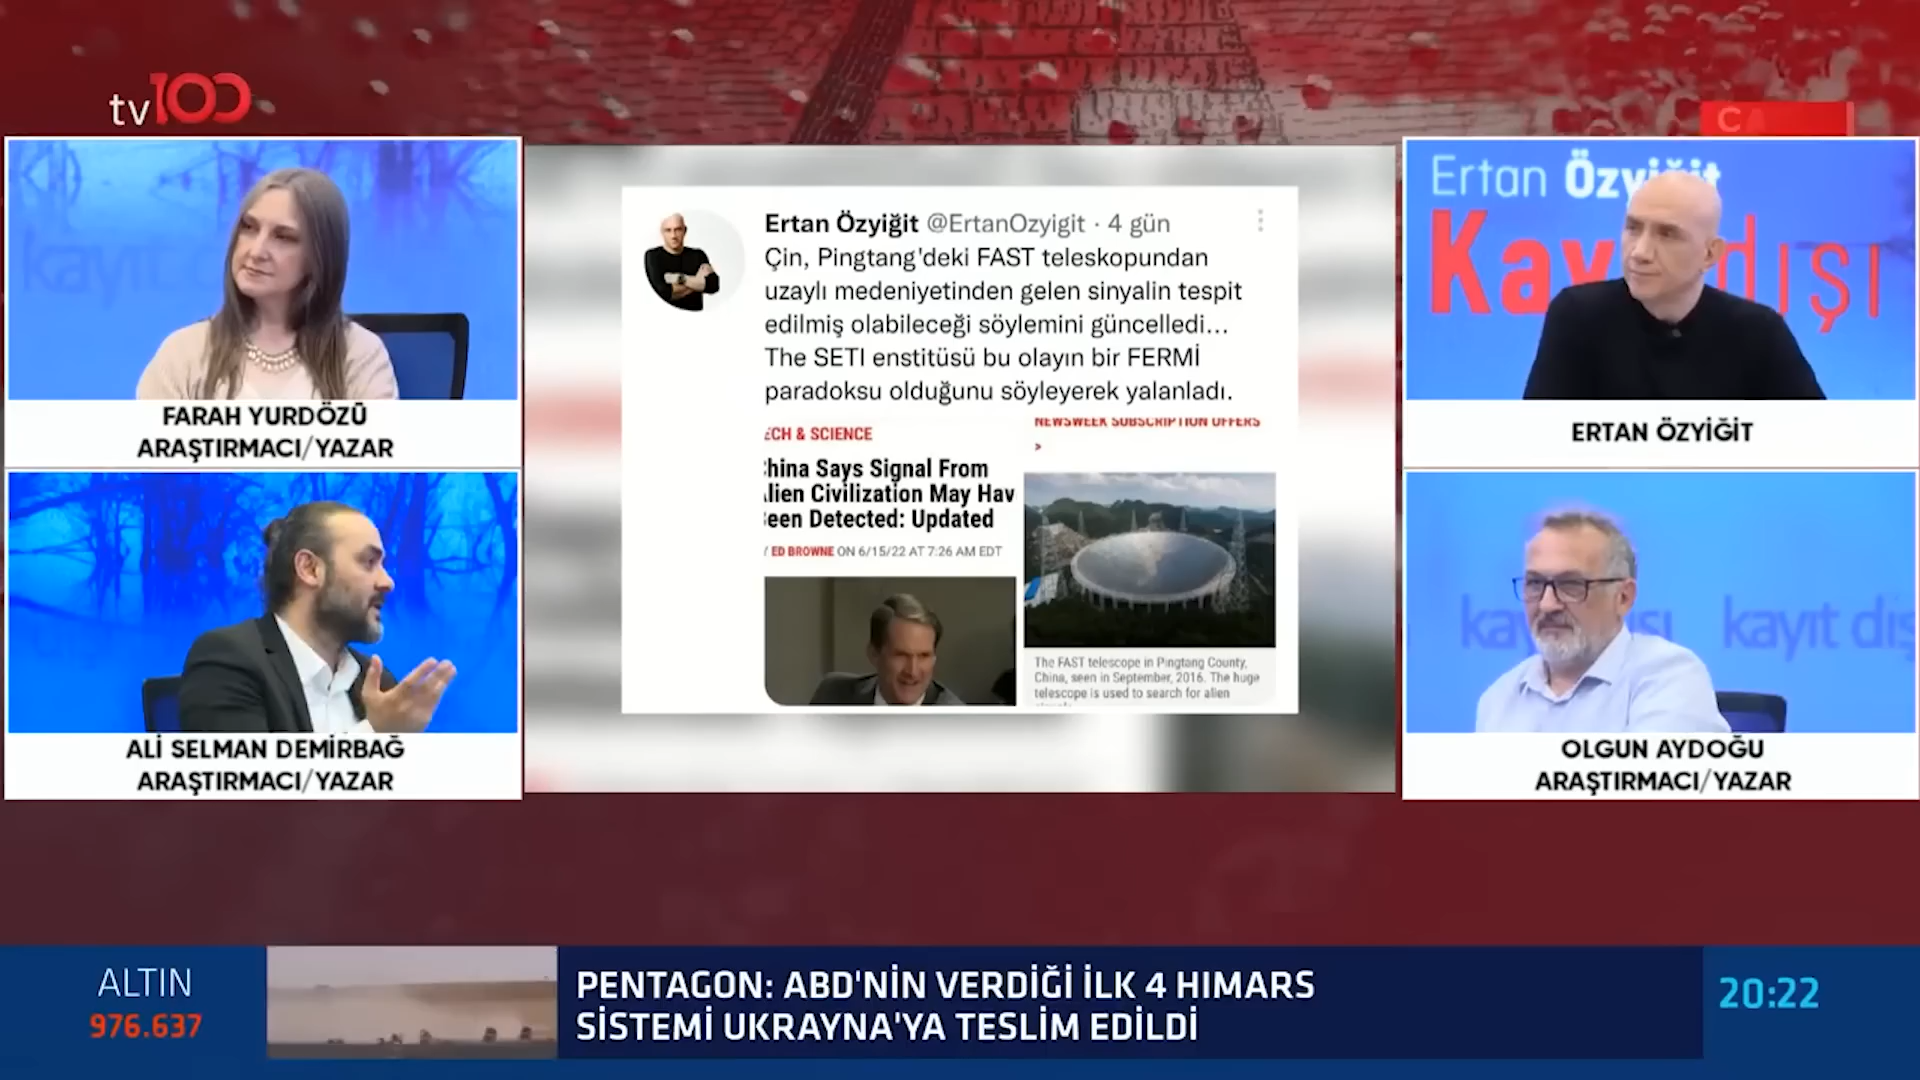 tv100
FARAH YURDÖZÜ
ARAŞTIRMACI/YAZAR
ALİ SELMAN DEMİRBAĞ
ARAŞTIRMACI/YAZAR
Ertan Özyiğit @ErtanOzyigit · 4 gün
Çin, Pingtang'deki FAST teleskopundan
uzaylı medeniyetinden gelen sinyalin tespit
edilmiş olabileceği söylemini güncelledi...
The SETI enstitüsü bu olayın bir FERMİ
paradoksu olduğunu söyleyerek yalanladı.
ECH & SCIENCE
hina Says Signal From
lien Civilization May Hav
een Detected: Updated
ED BROWNE ON 6/15/22 AT 7:26 AM EDT
NEWSWEEK SUBSCRIPTION OFFERS
>
The FAST telescope in Pingtang County,
China, seen in September, 2016. The huge
telescope is used to search for alien
Ertan Özyiğit
Kay dışı
ERTAN ÖZYİĞİT
kayıt dış
OLGUN AYDOĞU
ARAŞTIRMACI/YAZAR
ALTIN
976.637
PENTAGON: ABD'NİN VERDİĞİ İLK 4 HIMARS
SİSTEMİ UKRAYNA'YA TESLİM EDİLDİ
20:22